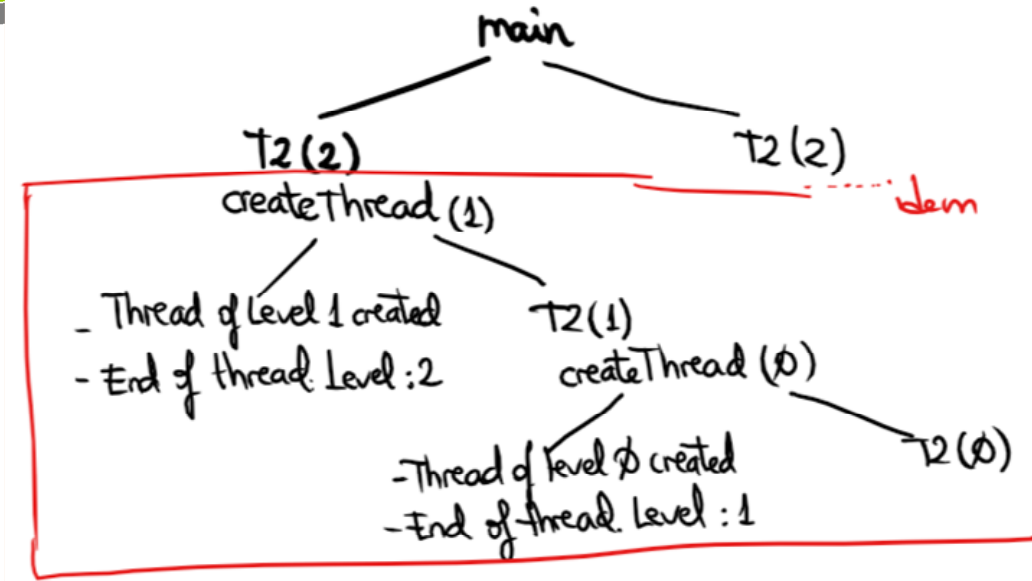 main
T2(2)
T2(2)
createThread (1)
idem
- Thread of Level 1 created
- End of thread. Level : 2
T2(1)
createThread (0)
- Thread of level 0 created
- End of thread. Level : 1
T2(0)